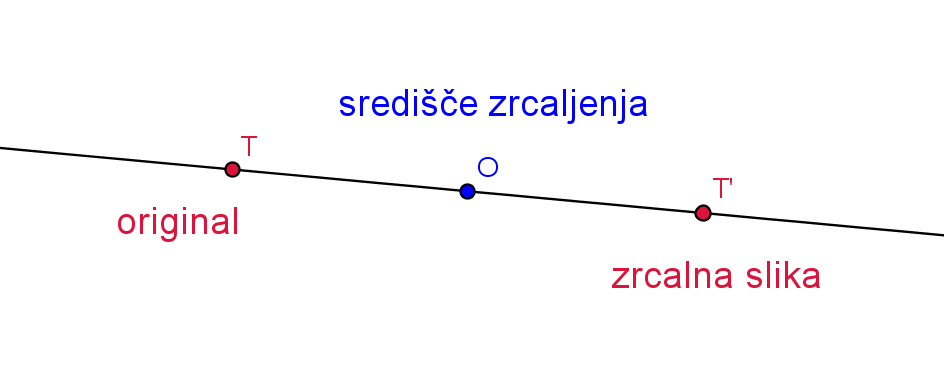 središče zrcaljenja
T
O
T'
original
zrcalna slika